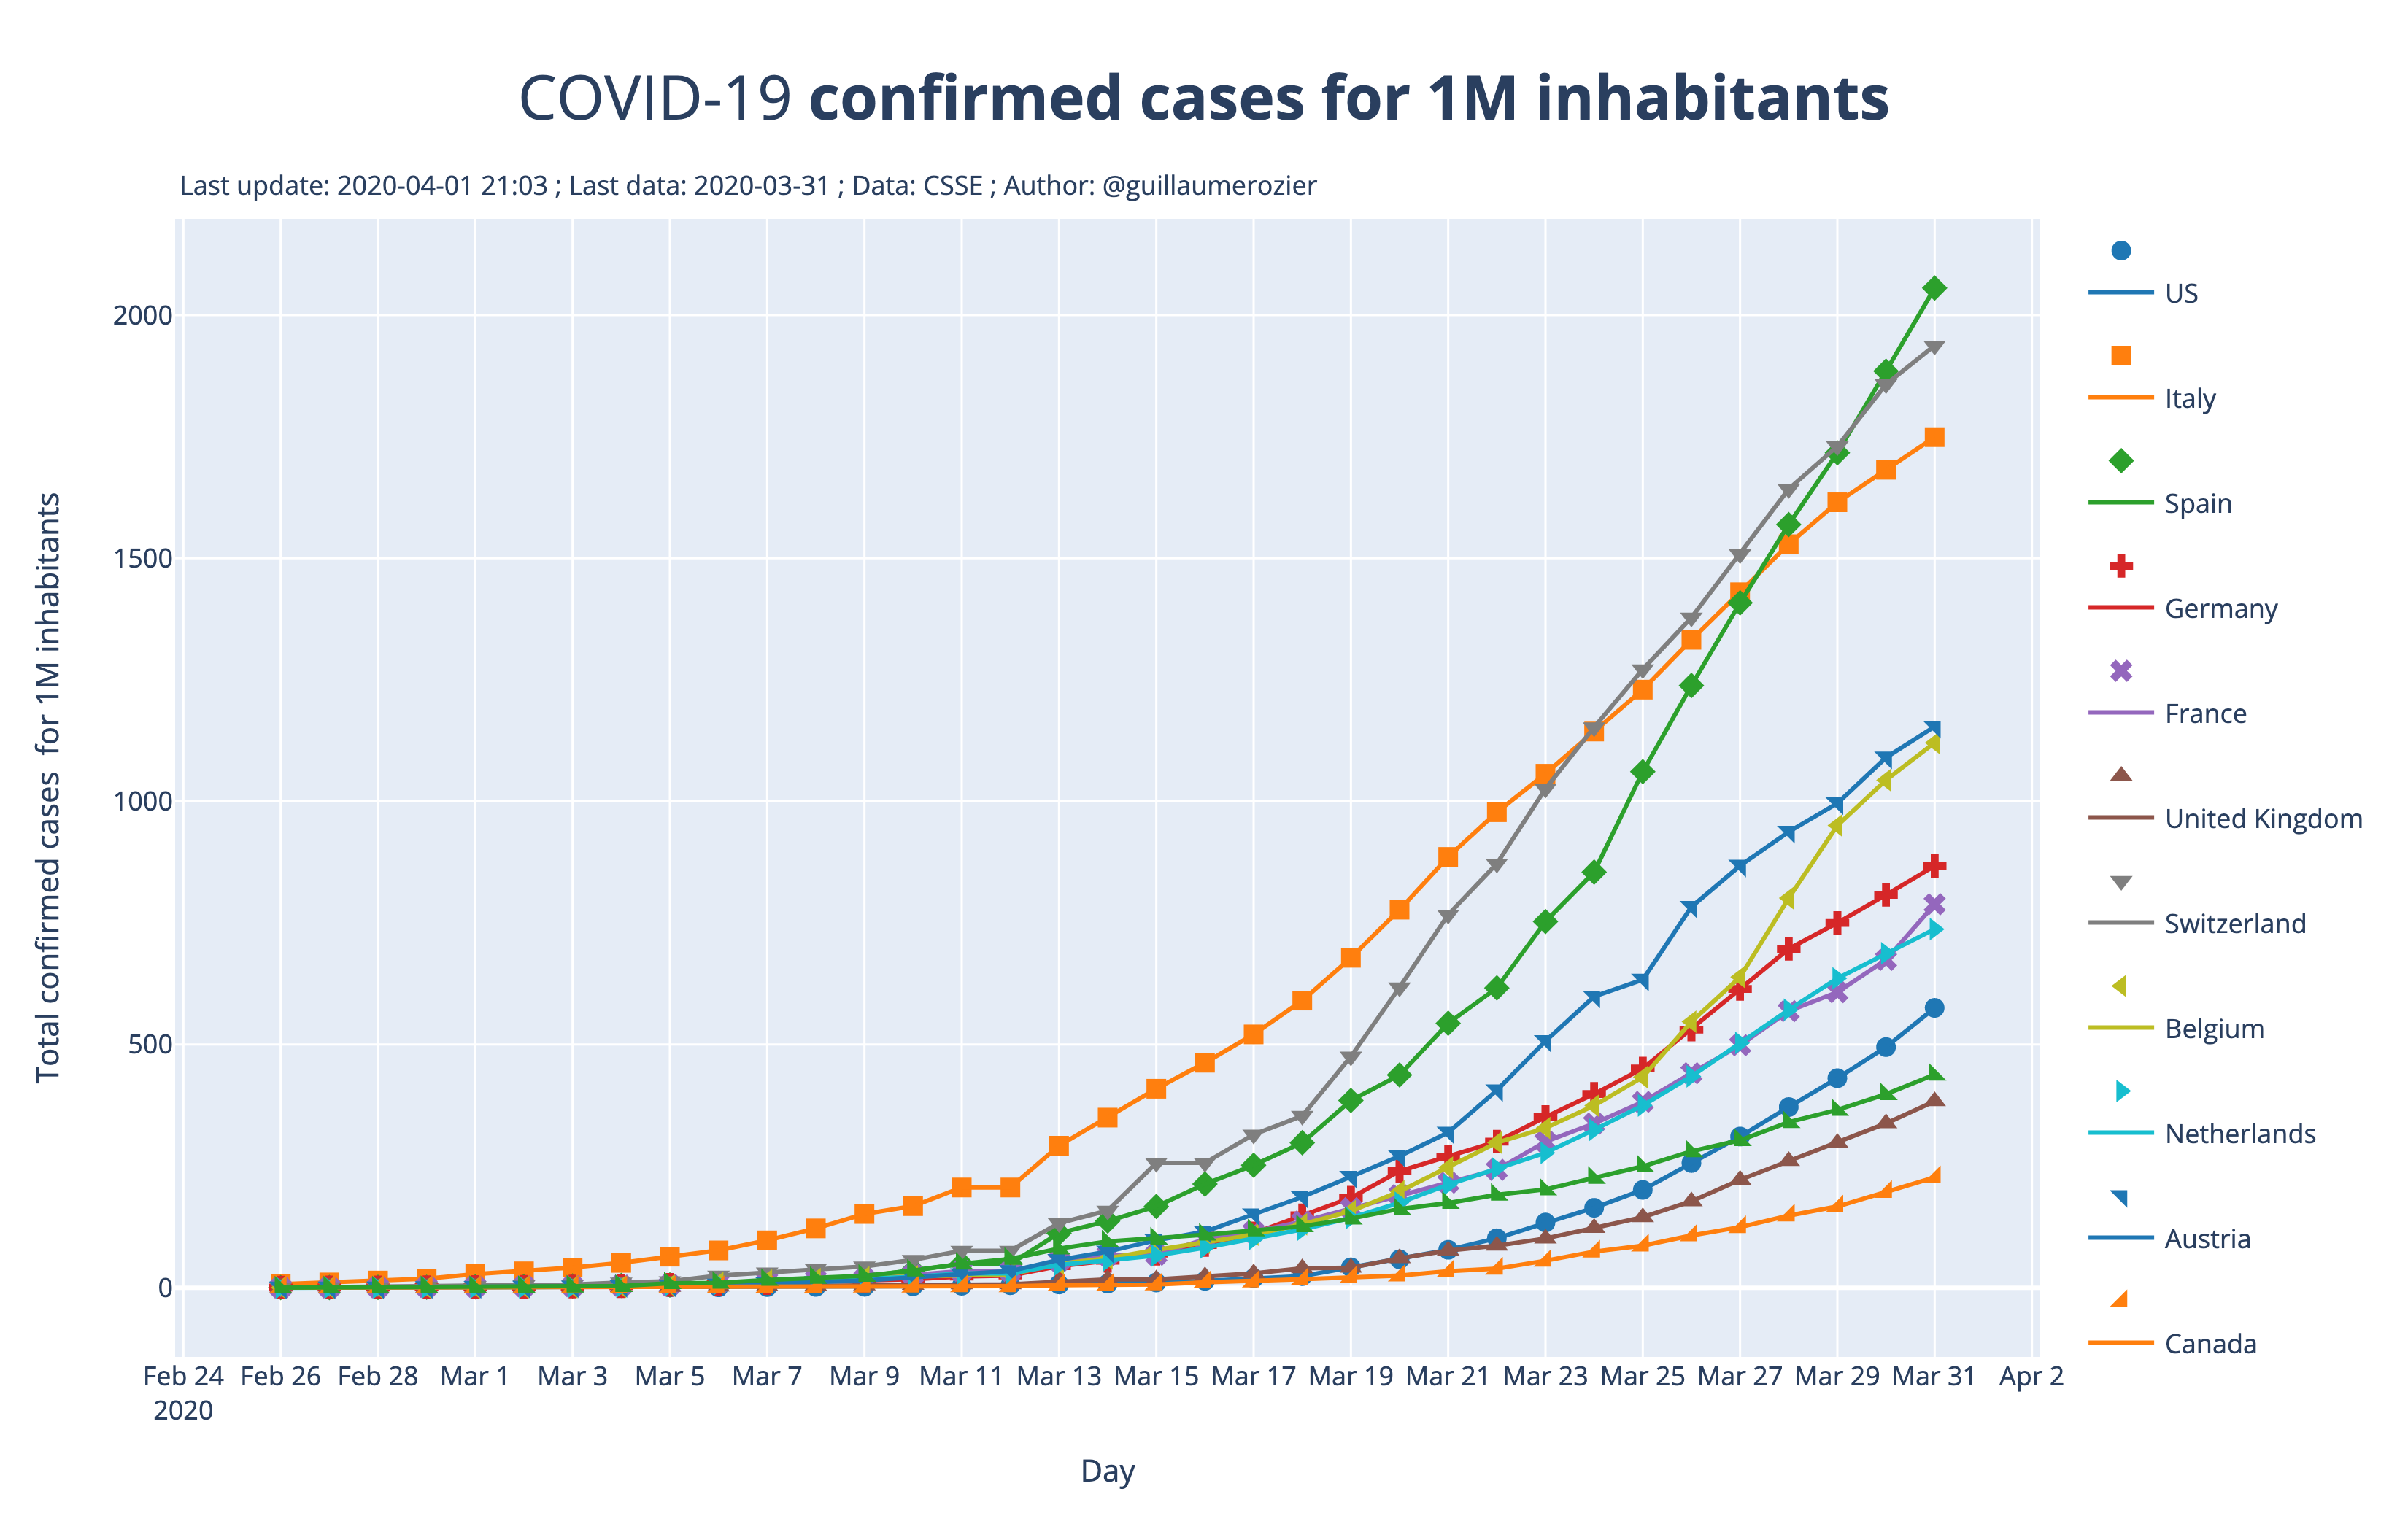 COVID-19 confirmed cases for 1M inhabitants
Last update: 2020-04-01 21:03 ; Last data: 2020-03-31 ; Data: CSSE ; Author: @guillaumerozier
Total confirmed cases for 1M inhabitants
2000
1500
1000
500
0
Feb 24 Feb 26 Feb 28 Mar 1 Mar 3 Mar 5 Mar 7 Mar 9 Mar 11 Mar 13 Mar 15 Mar 17 Mar 19 Mar 21 Mar 23 Mar 25 Mar 27 Mar 29 Mar 31 Apr 2
2020
Day
US
Italy
Spain
Germany
France
United Kingdom
Switzerland
Belgium
Netherlands
Austria
Canada